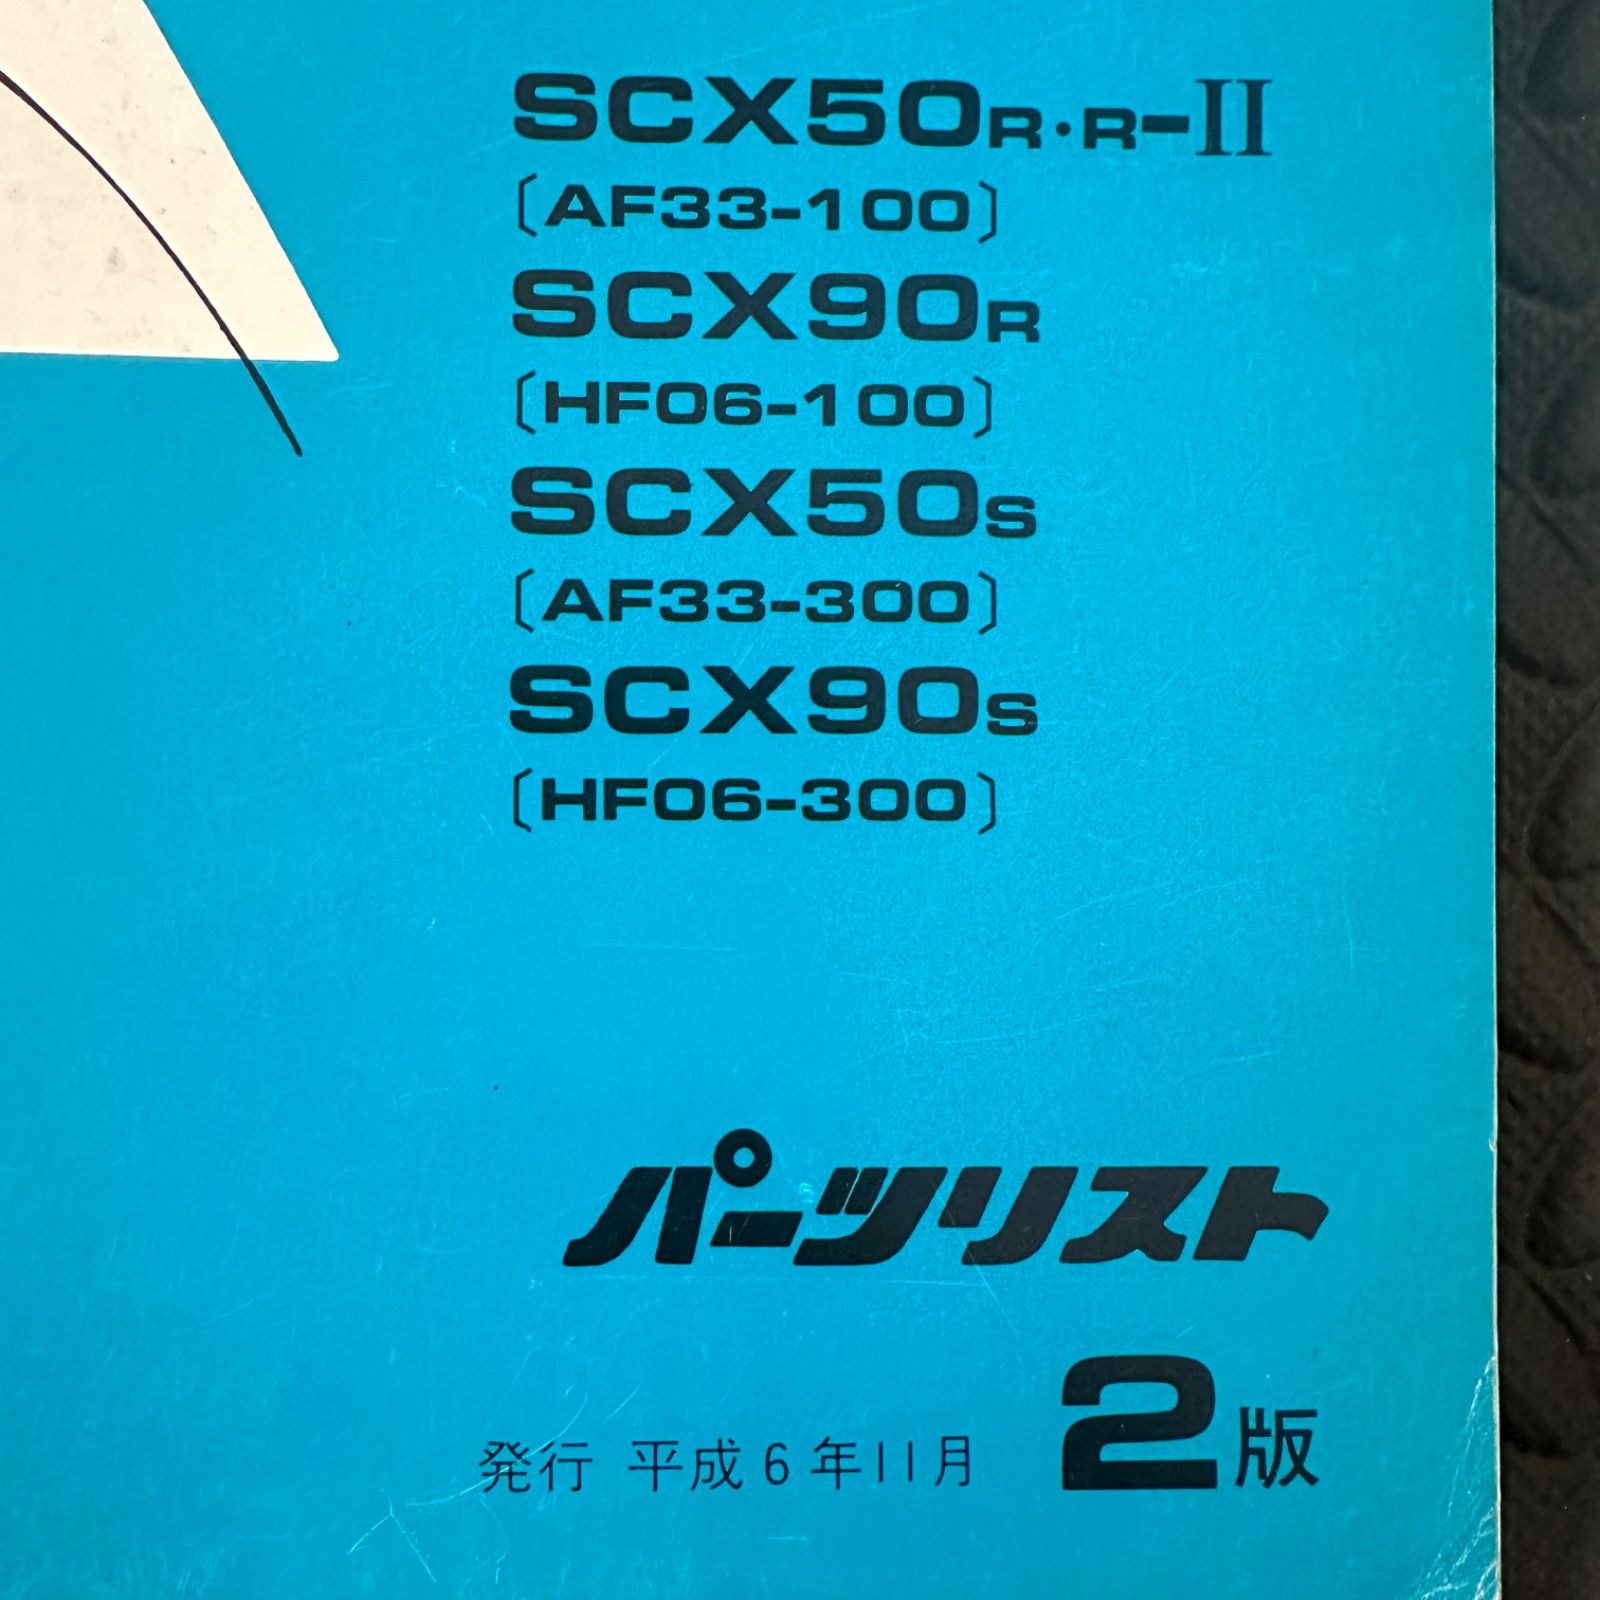 SCX50R・R-II
〔AF33-100〕
SCX90R
〔HF06-100〕
SCX50S
〔AF33-300〕
SCX90S
〔HF06-300〕
パーツリスト
発行 平成6年11月 2版